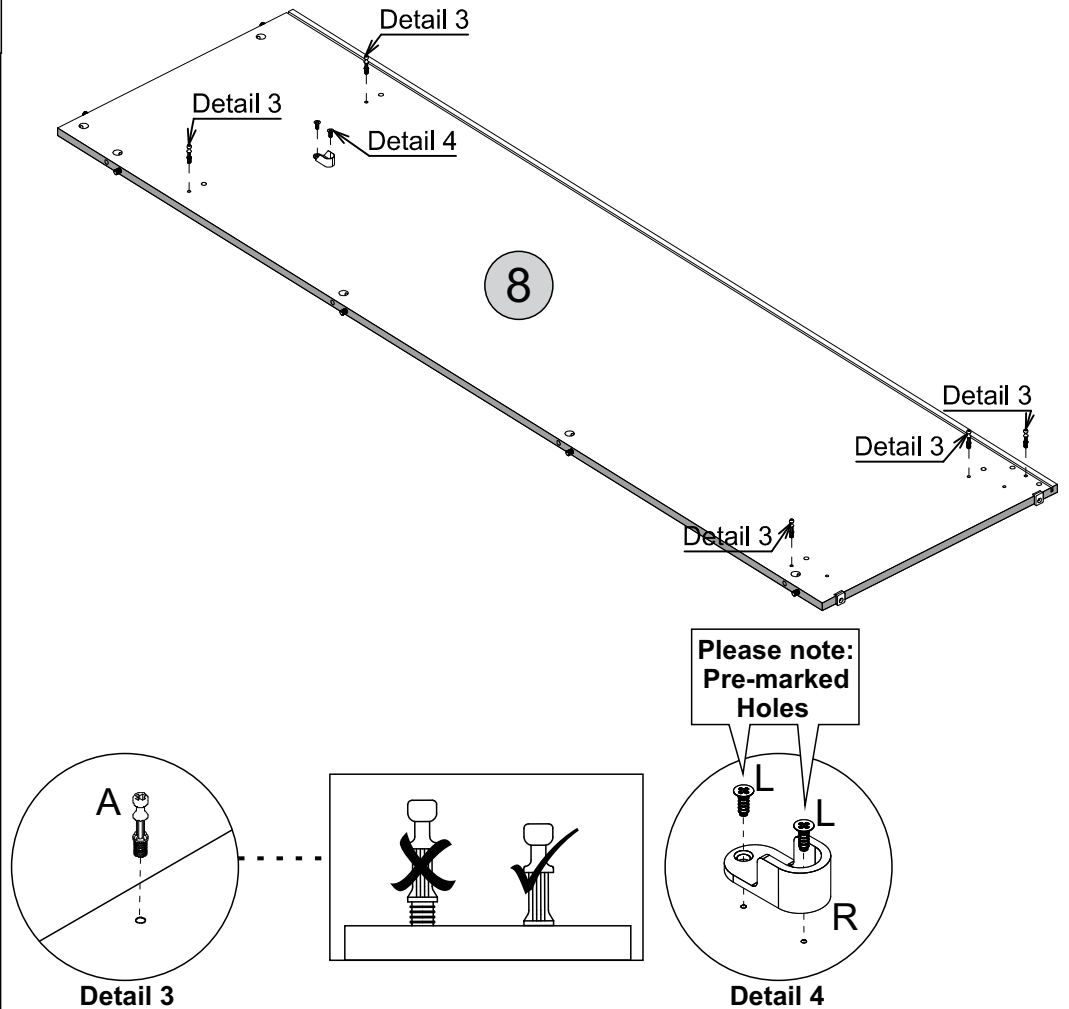 Detail 3
Detail 3
Detail 4
8
Detail 3
Detail 3
Detail 3
Please note:
Pre-marked
Holes
A
L
L
R
Detail 3
Detail 4